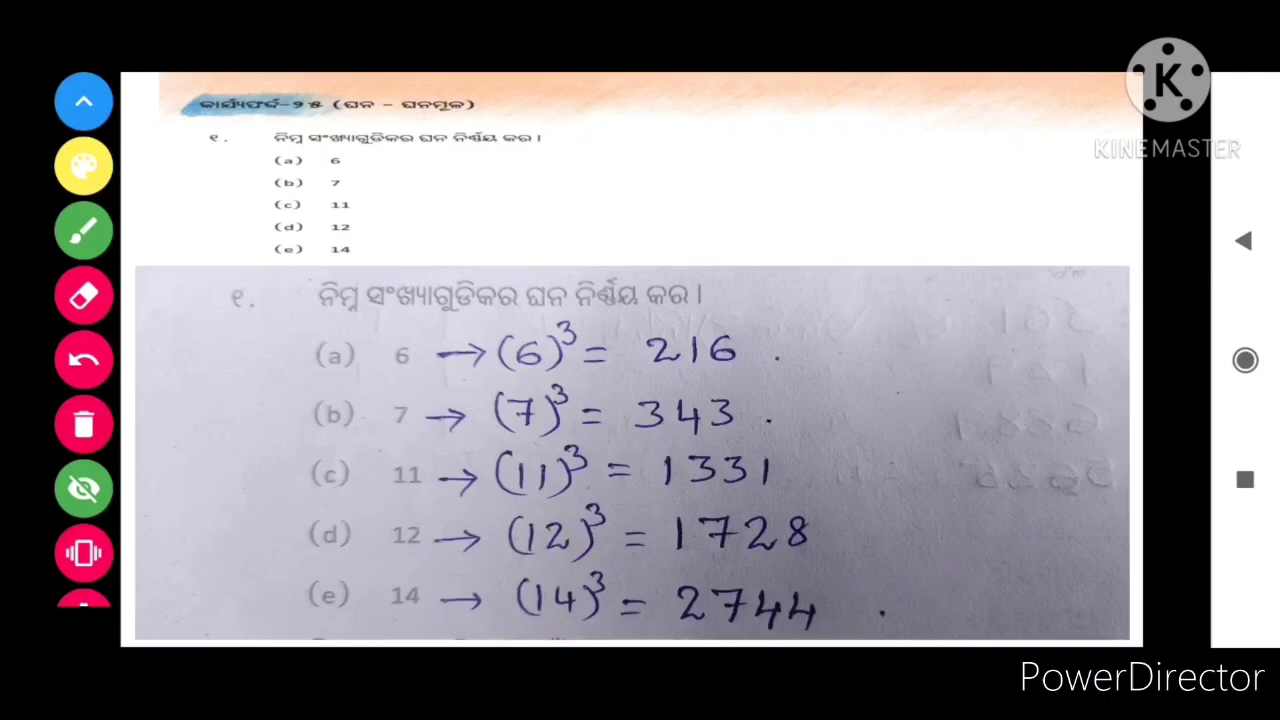 କାର୍ଯ୍ୟଫର୍ଦ୍ଦ-୨୫ (ଘନ - ଘନମୂଳ)
୧. ନିମ୍ନ ସଂଖ୍ୟାଗୁଡିକର ଘନ ନିର୍ଣ୍ଣୟ କର।
(a) 6
(b) 7
(c) 11
(d) 12
(e) 14
K
KINEMASTER
୧. ନିମ୍ନ ସଂଖ୍ୟାଗୁଡିକର ଘନ ନିର୍ଣ୍ଣୟ କର।
(a) 6 → (6)³ = 216 .
(b) 7 → (7)³ = 343 .
(c) 11 → (11)³ = 1331
(d) 12 → (12)³ = 1728
(e) 14 → (14)³ = 2744 .
PowerDirector